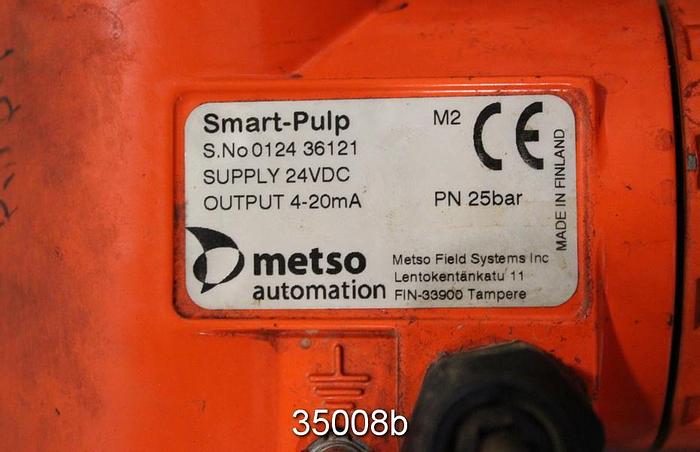 Smart-Pulp
M2
CE
S.No 0124 36121
SUPPLY 24VDC
OUTPUT 4-20mA
PN 25bar
MADE IN FINLAND
metso
automation
Metso Field Systems Inc
Lentokentänkatu 11
FIN-33900 Tampere
35008b